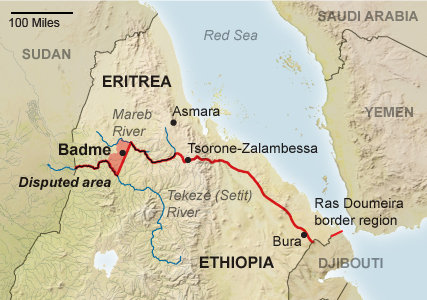 100 Miles
SAUDI ARABIA
Red Sea
SUDAN
ERITREA
YEMEN
Mareb
River
Asmara
Badme
Tsorone-Zalambessa
Disputed area
Tekeze (Setit)
River
Ras Doumeira
border region
Bura
ETHIOPIA
DJIBOUTI